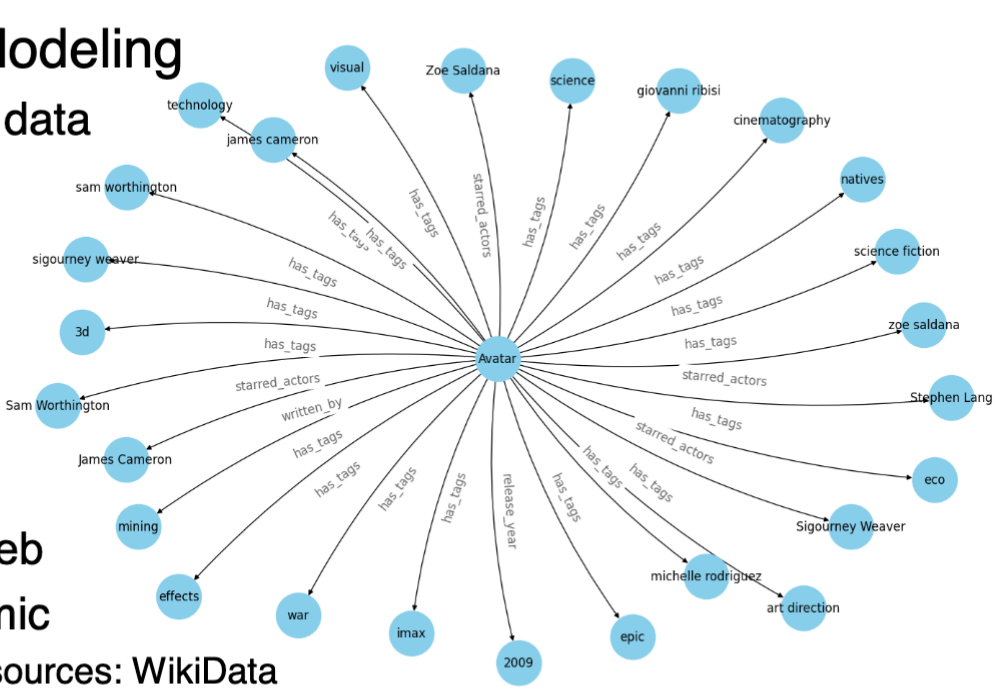 lodeling
data
eb
nic
sources: WikiData
visual
Zoe Saldana
science
giovanni ribisi
technology
james cameron
cinematography
sam worthington
natives
sigourney weaver
science fiction
3d
zoe saldana
Avatar
Sam Worthington
Stephen Lang
James Cameron
eco
mining
Sigourney Weaver
effects
michelle rodriguez
war
art direction
imax
epic
2009
has_tags
starred_actors
has_tags
has_tags
has_tags
has_tags
has_tags
has_tags
has_tags
has_tags
has_tags
has_tags
has_tags
starred_actors
starred_actors
written_by
has_tags
starred_actors
has_tags
has_tags
has_tags
has_tags
has_tags
has_tags
release_year
has_tags